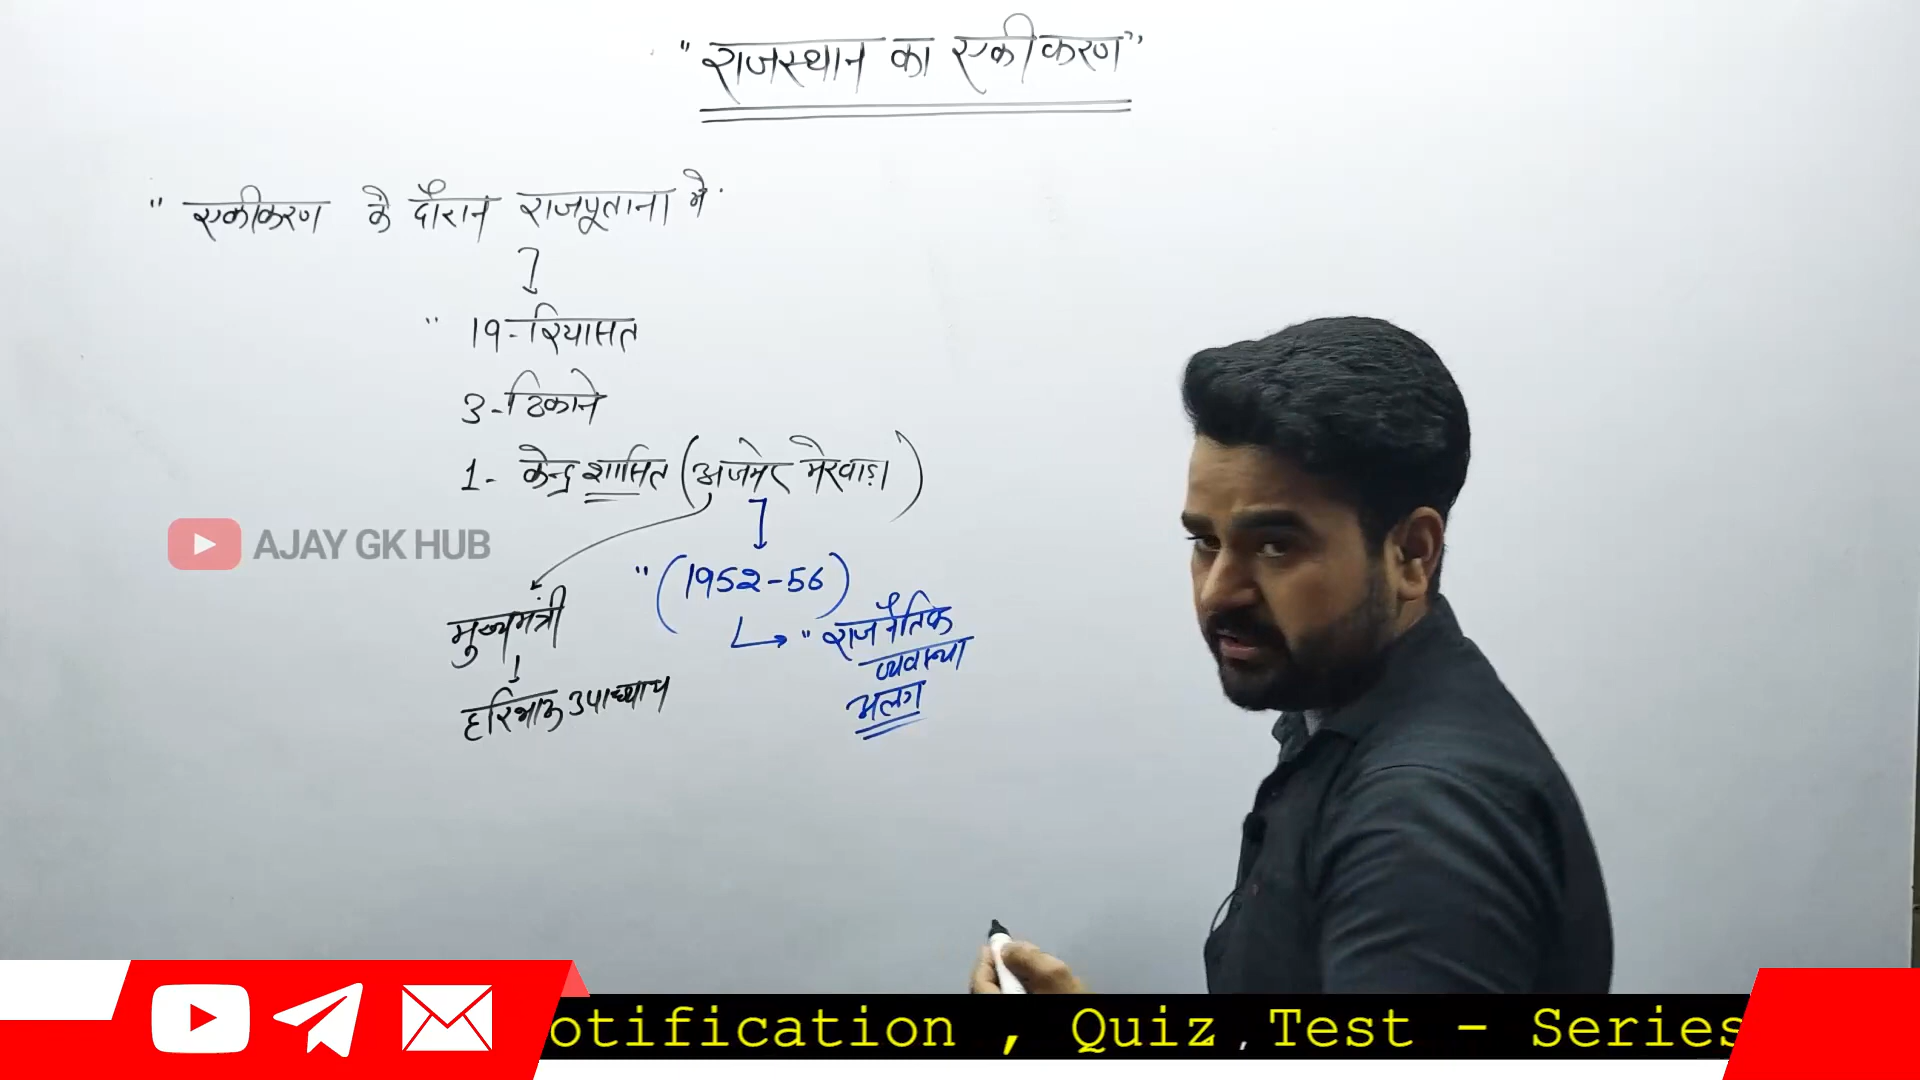 "राजस्थान का एकीकरण"
"एकीकरण के दौरान राजपूताना मे
" 19-रियासत
3-ठिकाने
1- केन्द्र शासित (अजमेर मेरवाड़ा)
AJAY GK HUB
" (1952-56)
मुख्यमंत्री
" राजनैतिक
व्यवस्था
अलग
हरिभाऊ उपाध्याय
otification , Quiz , Test - Series